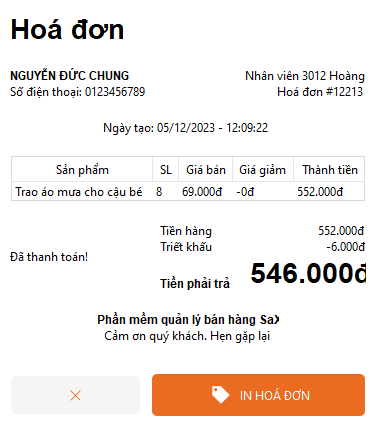 Hoá đơn
NGUYỄN ĐỨC CHUNG
Nhân viên 3012 Hoàng
Số điện thoại: 0123456789
Hoá đơn #12213
Ngày tạo: 05/12/2023 - 12:09:22
Sản phẩm SL Giá bán Giá giảm Thành tiền
Trao áo mưa cho cậu bé 8 69.000đ -0đ 552.000đ
Tiền hàng 552.000đ
Triết khấu -6.000đ
Đã thanh toán!
Tiền phải trả 546.000đ
Phần mềm quản lý bán hàng SaX
Cảm ơn quý khách. Hẹn gặp lại
IN HOÁ ĐƠN